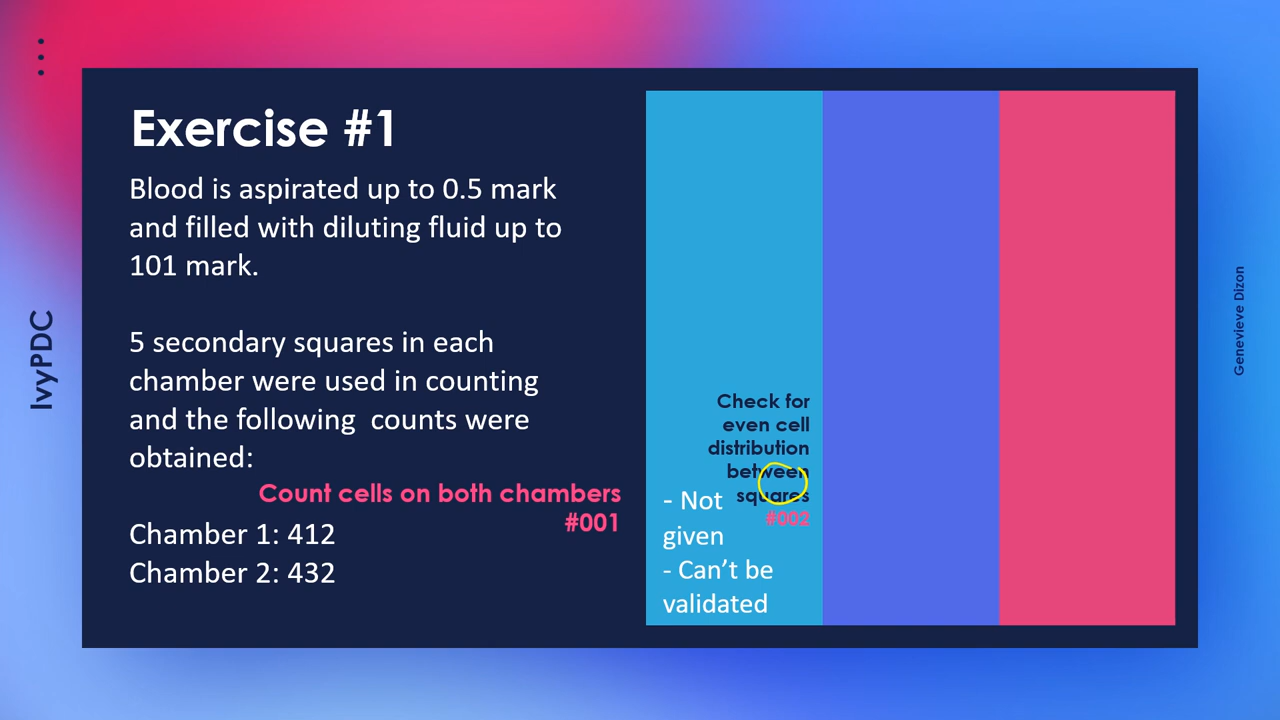 IvyPDC
Exercise #1
Blood is aspirated up to 0.5 mark
and filled with diluting fluid up to
101 mark.
5 secondary squares in each
chamber were used in counting
and the following counts were
obtained:
Count cells on both chambers
#001
Chamber 1: 412
Chamber 2: 432
Check for
even cell
distribution
between
squares
#002
- Not
given
- Can't be
validated
Genevieve Dizon